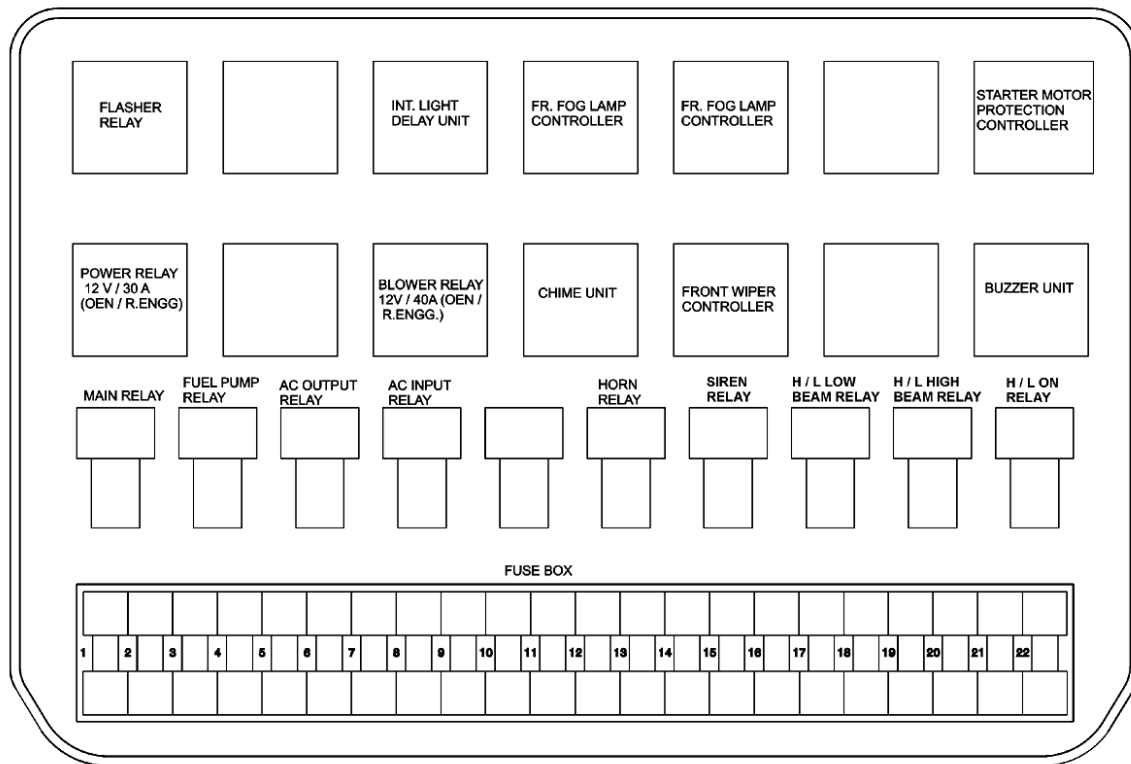 FLASHER
RELAY
INT. LIGHT
DELAY UNIT
FR. FOG LAMP
CONTROLLER
FR. FOG LAMP
CONTROLLER
STARTER MOTOR
PROTECTION
CONTROLLER
POWER RELAY
12 V / 30 A
(OEN / R.ENGG)
BLOWER RELAY
12V / 40A (OEN /
R.ENGG.)
CHIME UNIT
FRONT WIPER
CONTROLLER
BUZZER UNIT
MAIN RELAY
FUEL PUMP
RELAY
AC OUTPUT
RELAY
AC INPUT
RELAY
HORN
RELAY
SIREN
RELAY
H / L LOW
BEAM RELAY
H / L HIGH
BEAM RELAY
H / L ON
RELAY
FUSE BOX
1 2 3 4 5 6 7 8 9 10 11 12 13 14 15 16 17 18 19 20 21 22